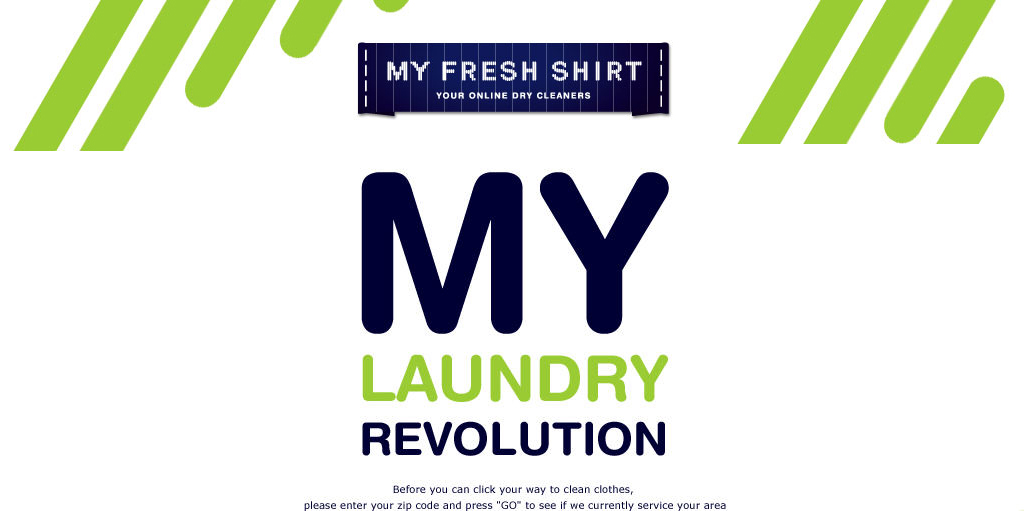 MY FRESH SHIRT
YOUR ONLINE DRY CLEANERS
MY
LAUNDRY
REVOLUTION
Before you can click your way to clean clothes,
please enter your zip code and press "GO" to see if we currently service your area